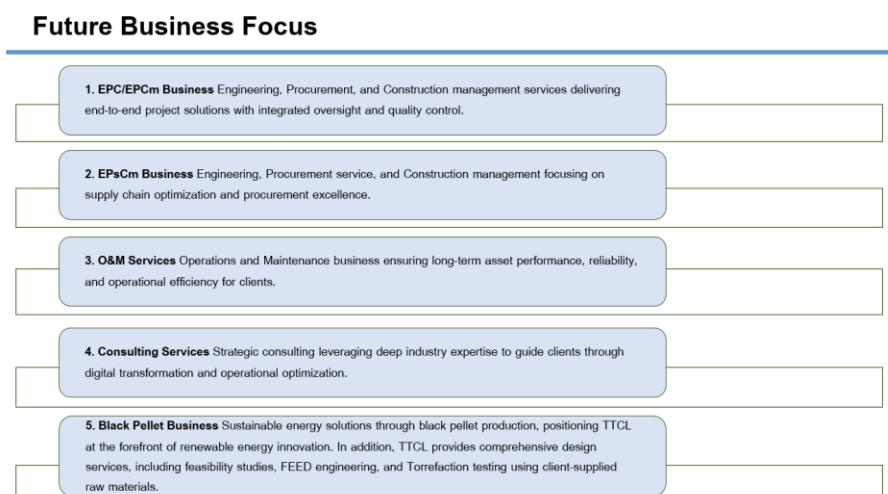 Future Business Focus
1. EPC/EPCm Business Engineering, Procurement, and Construction management services delivering
end-to-end project solutions with integrated oversight and quality control.
2. EPsCm Business Engineering, Procurement service, and Construction management focusing on
supply chain optimization and procurement excellence.
3. O&M Services Operations and Maintenance business ensuring long-term asset performance, reliability,
and operational efficiency for clients.
4. Consulting Services Strategic consulting leveraging deep industry expertise to guide clients through
digital transformation and operational optimization.
5. Black Pellet Business Sustainable energy solutions through black pellet production, positioning TTCL
at the forefront of renewable energy innovation. In addition, TTCL provides comprehensive design
services, including feasibility studies, FEED engineering, and Torrefaction testing using client-supplied
raw materials.